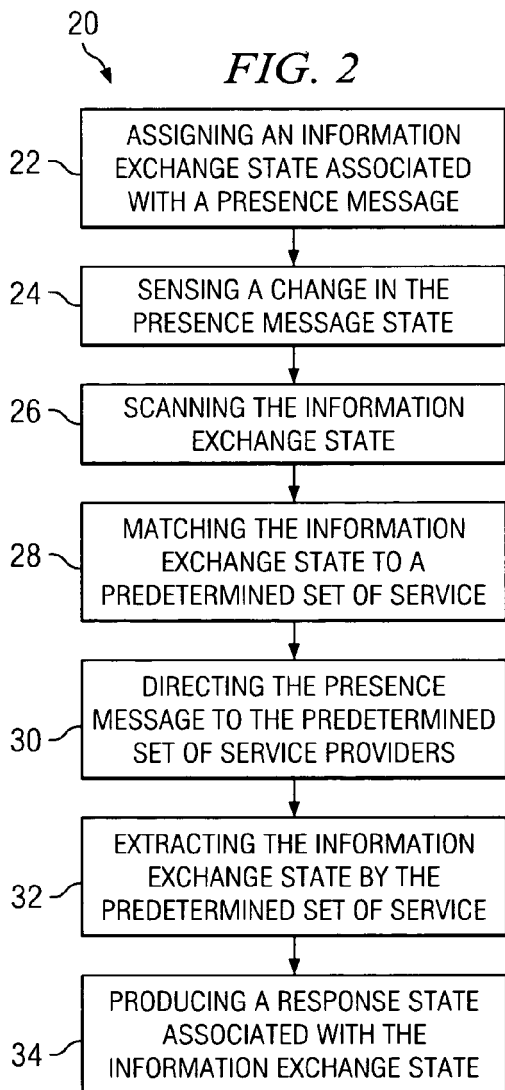 20
FIG. 2
22
ASSIGNING AN INFORMATION
EXCHANGE STATE ASSOCIATED
WITH A PRESENCE MESSAGE
24
SENSING A CHANGE IN THE
PRESENCE MESSAGE STATE
26
SCANNING THE INFORMATION
EXCHANGE STATE
28
MATCHING THE INFORMATION
EXCHANGE STATE TO A
PREDETERMINED SET OF SERVICE
30
DIRECTING THE PRESENCE
MESSAGE TO THE PREDETERMINED
SET OF SERVICE PROVIDERS
32
EXTRACTING THE INFORMATION
EXCHANGE STATE BY THE
PREDETERMINED SET OF SERVICE
34
PRODUCING A RESPONSE STATE
ASSOCIATED WITH THE
INFORMATION EXCHANGE STATE